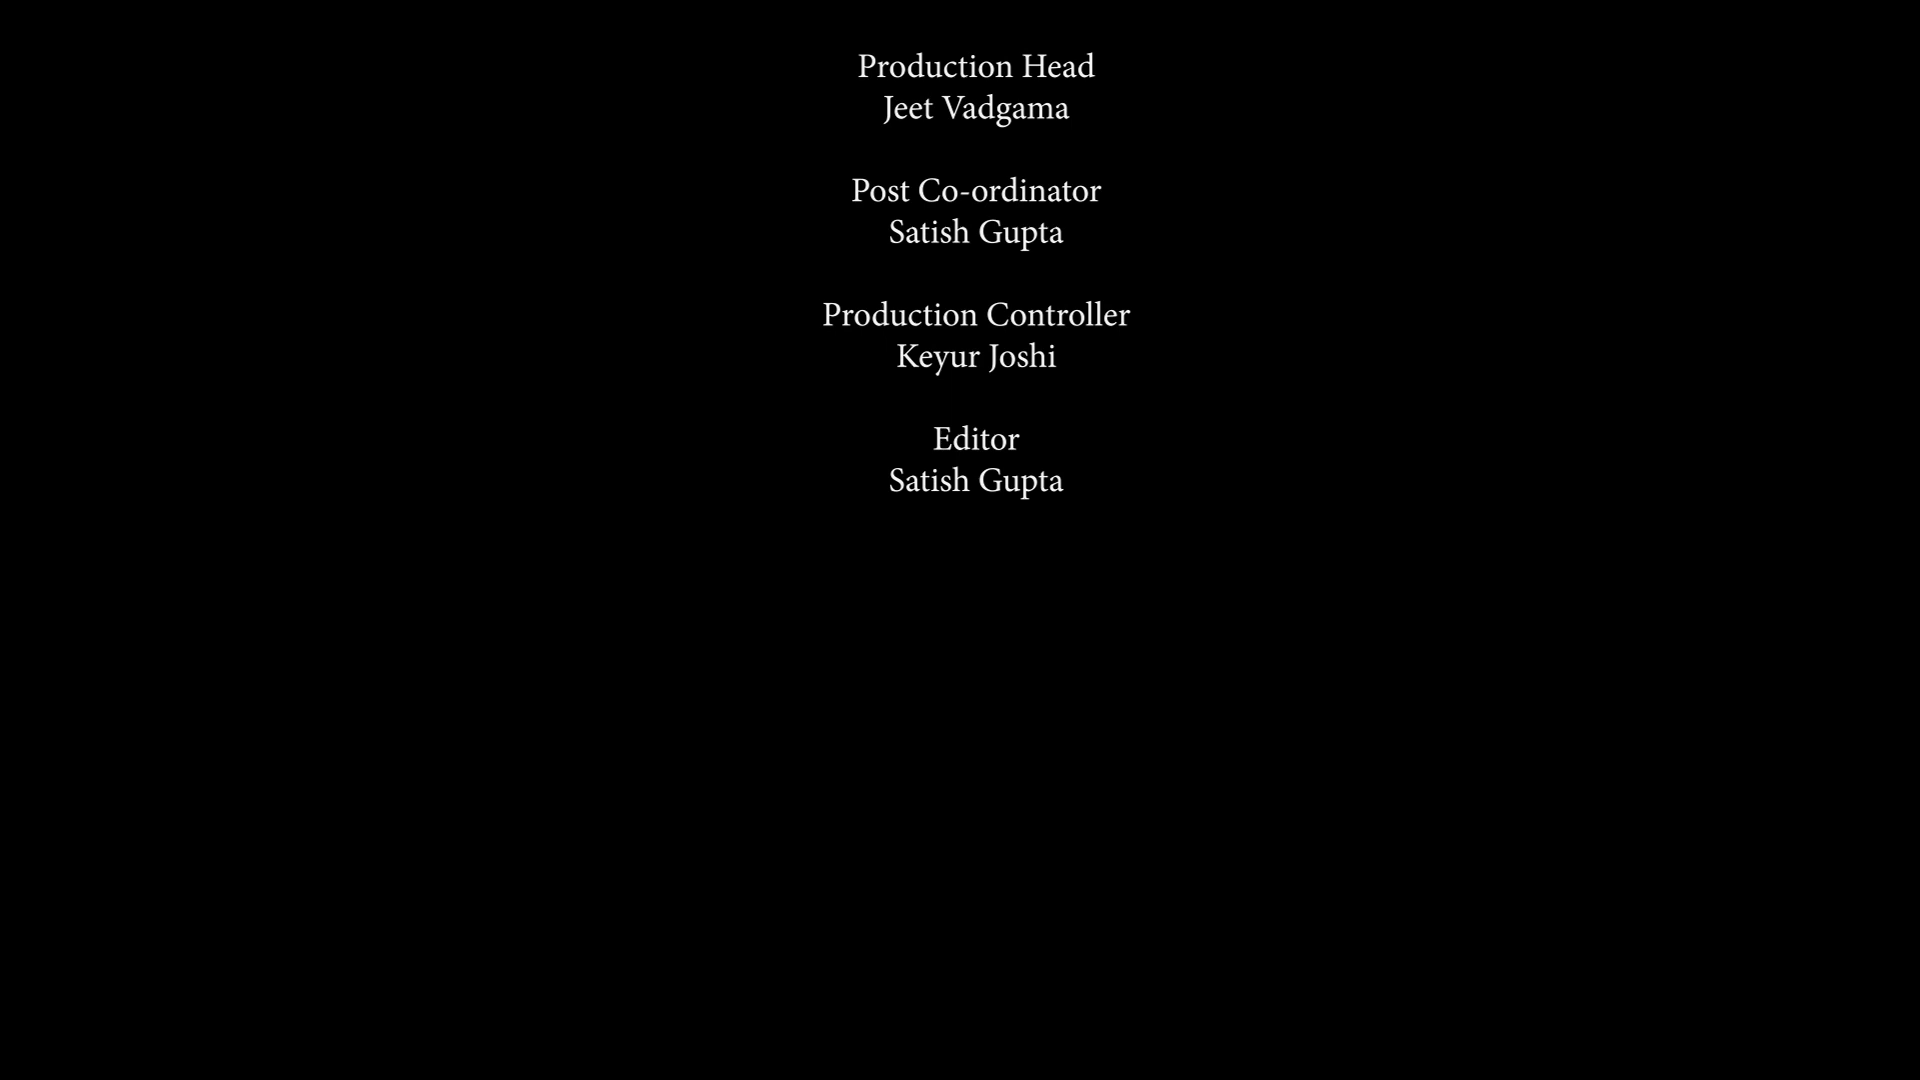 Production Head
Jeet Vadgama
Post Co-ordinator
Satish Gupta
Production Controller
Keyur Joshi
Editor
Satish Gupta